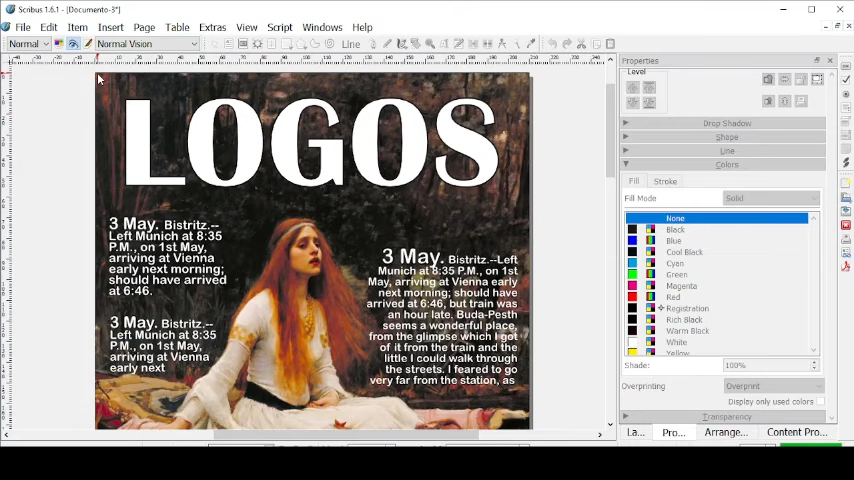 Scribus 1.6.1 - [Documento-3*]
File Edit Item Insert Page Table Extras View Script Windows Help
Normal Normal Vision Line
Properties
Level
Drop Shadow
Shape
Line
Colors
Fill Stroke
Fill Mode Solid
None
Black
Blue
Cool Black
Cyan
Green
Magenta
Red
Registration
Rich Black
Warm Black
White
Yellow
Shade: 100%
Overprinting Overprint
Display only used colors
Transparency
La... Pro... Arrange... Content Pro...
LOGOS
3 May. Bistritz.--
Left Munich at 8:35
P.M., on 1st May,
arriving at Vienna
early next morning;
should have arrived
at 6:46.
3 May. Bistritz.--
Left Munich at 8:35
P.M., on 1st May,
arriving at Vienna
early next
3 May. Bistritz.--Left
Munich at 8:35 P.M., on 1st
May, arriving at Vienna early
next morning; should have
arrived at 6:46, but train was
an hour late. Buda-Pesth
seems a wonderful place,
from the glimpse which I got
of it from the train and the
little I could walk through
the streets. I feared to go
very far from the station, as